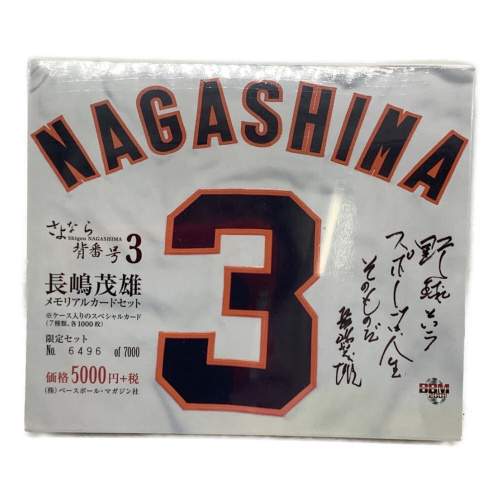 NAGASHIMA
3
さよなら
Shigeo NAGASHIMA
背番号3
長嶋茂雄
メモリアルカードセット
※ケース入りのスペシャルカード
(7種類、各1000枚)
限定セット
No. 6496 of 7000
価格5000円+税
(株)ベースボール・マガジン社
野球という
スポーツは人生
そのものだ
長嶋茂雄
BBM